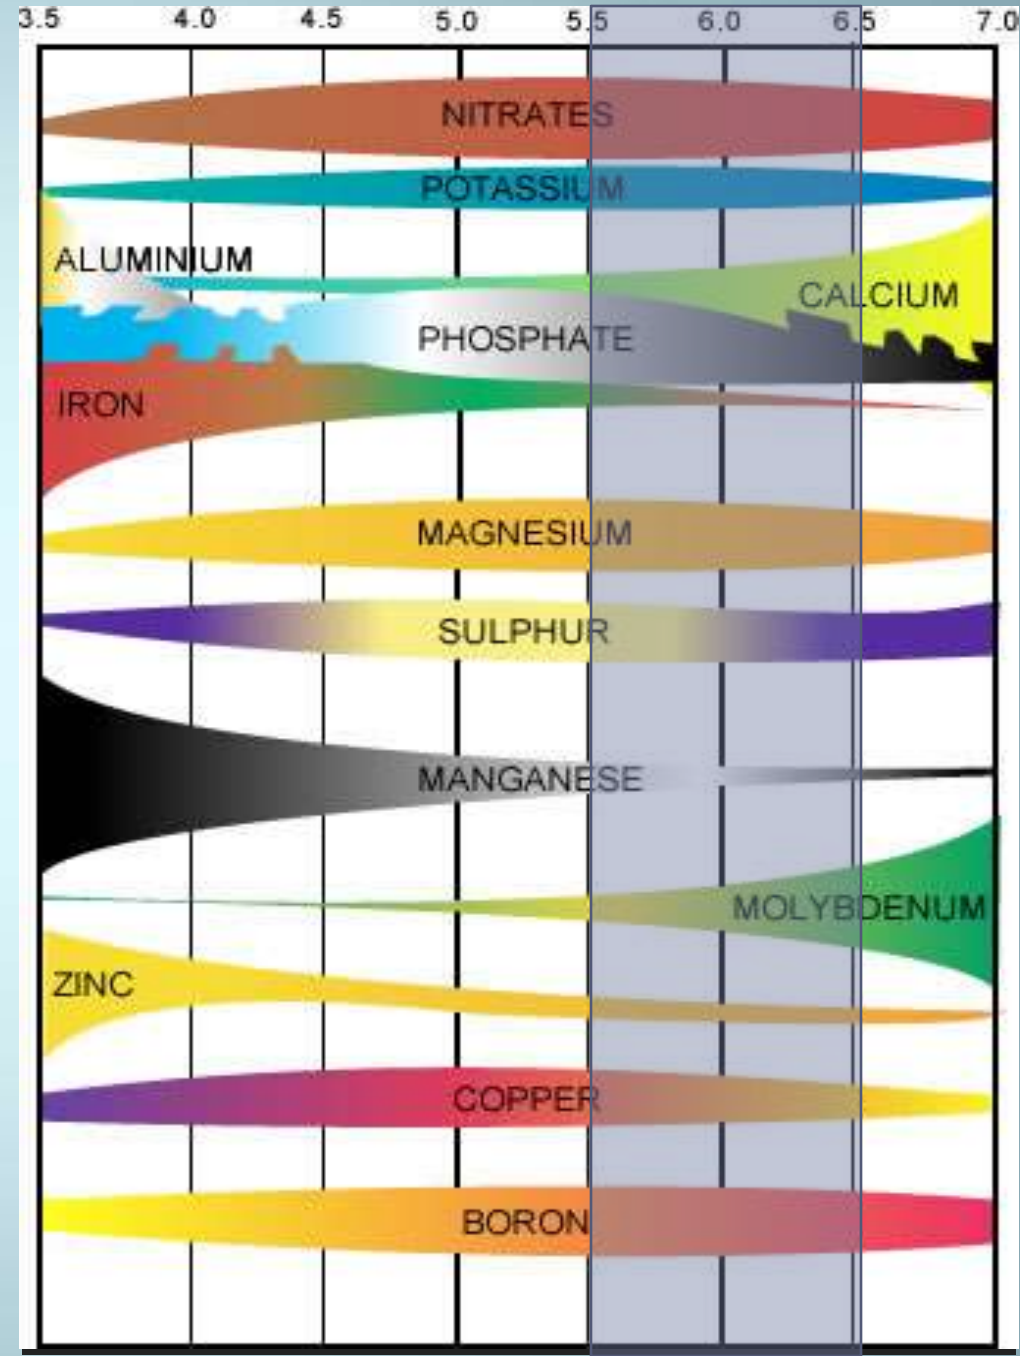 3.5 4.0 4.5 5.0 5.5 6.0 6.5 7.0
NITRATES
POTASSIUM
ALUMINIUM
CALCIUM
PHOSPHATE
IRON
MAGNESIUM
SULPHUR
MANGANESE
MOLYBDENUM
ZINC
COPPER
BORON